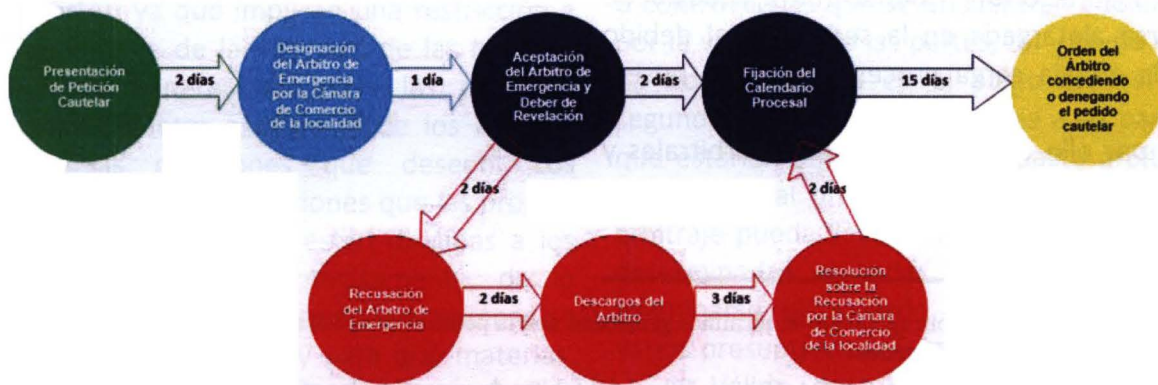 Presentación
de Petición
Cautelar
2 días
Designación
del Arbitro de
Emergencia
por la Cámara
de Comercio
de la localidad
1 día
Aceptación
del Arbitro de
Emergencia y
Deber de
Revelación
2 días
Fijación del
Calendario
Procesal
15 días
Orden del
Árbitro
concediendo
o denegando
el pedido
cautelar
2 días
2 días
Recusación
del Arbitro de
Emergencia
2 días
Descargos del
Arbitro
3 días
Resolución
sobre la
Recusación
por la Cámara
de Comercio
de la localidad